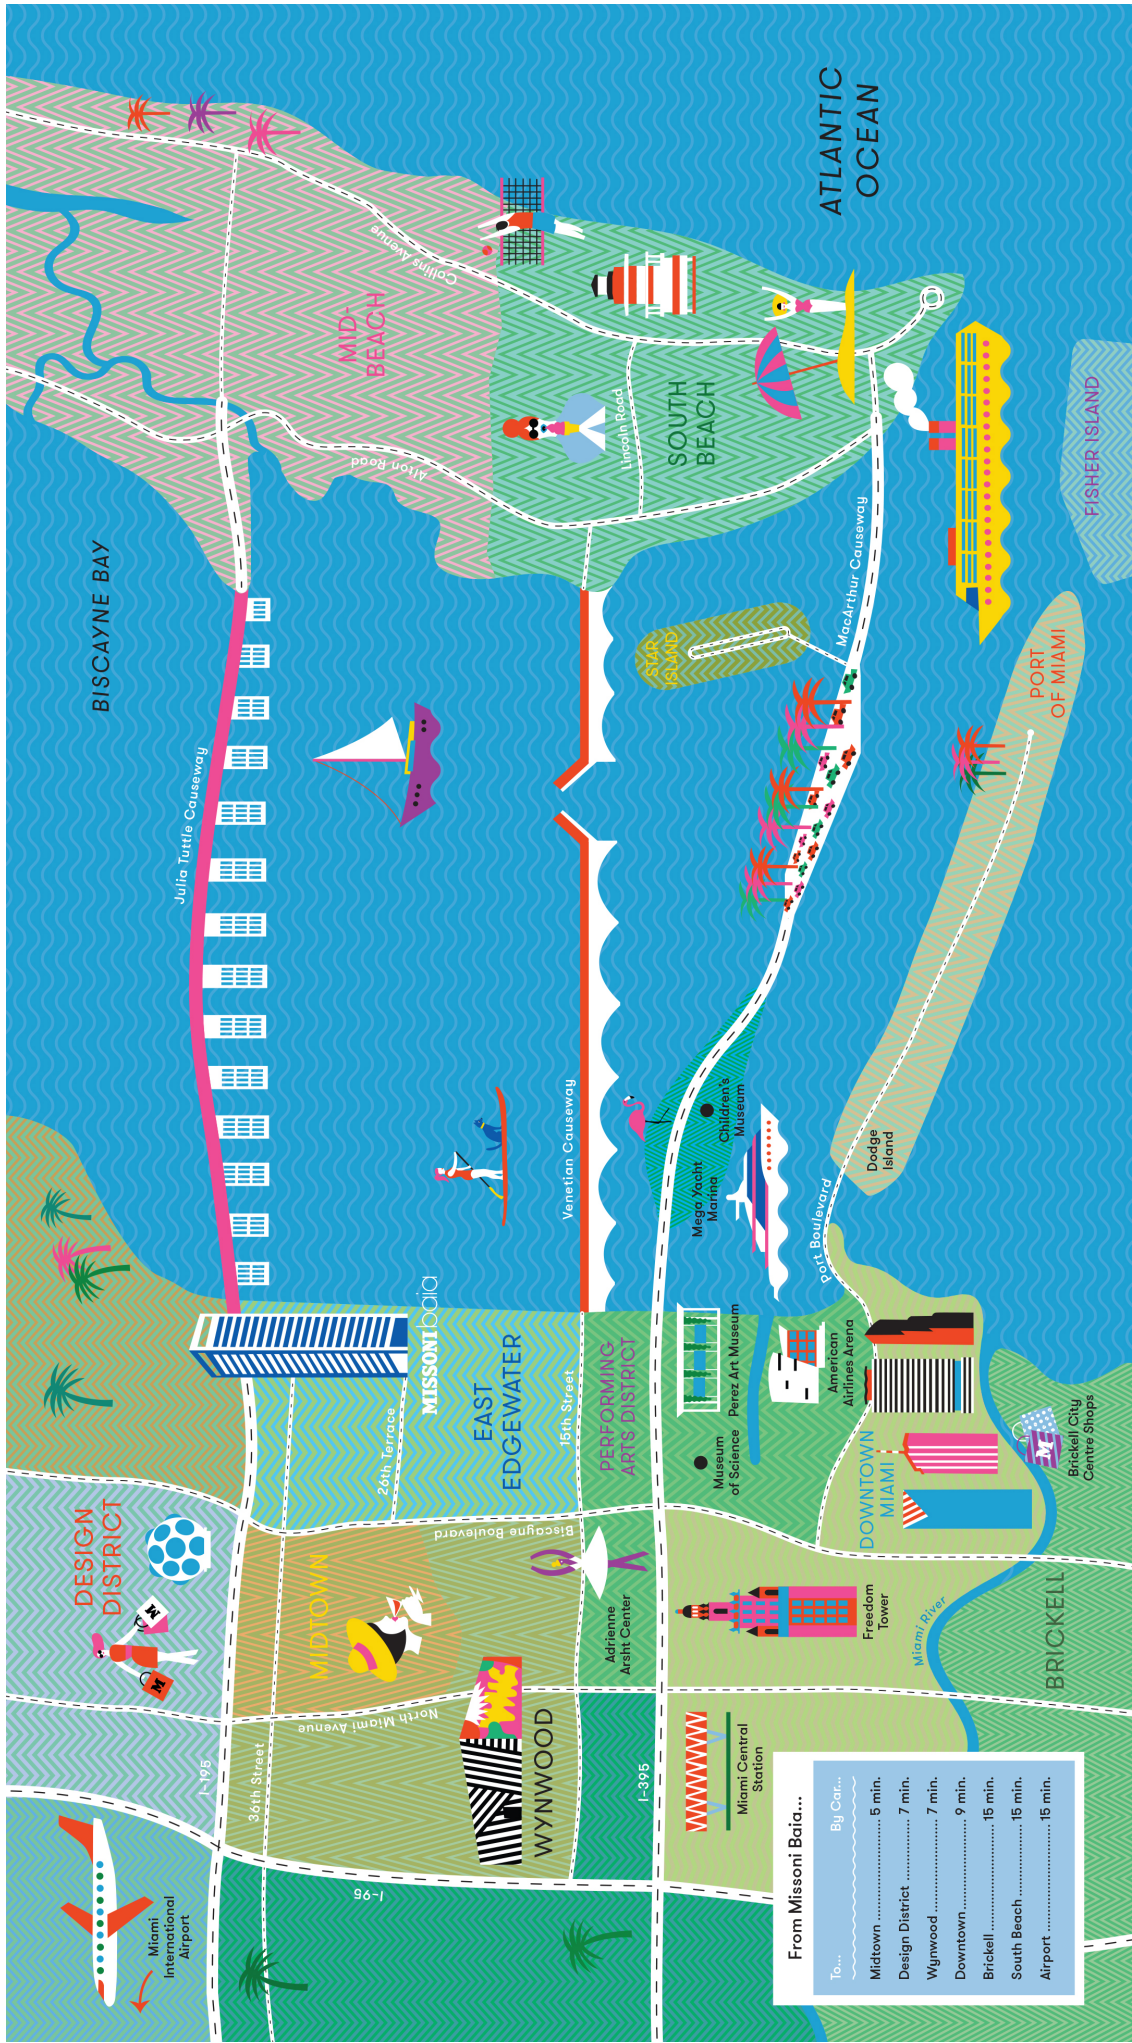 Miami
International
Airport
DESIGN
DISTRICT
BISCAYNE BAY
I-195
Julia Tuttle Causeway
36th Street
MIDTOWN
North Miami Avenue
I-95
26th Terrace
MISSONI baia
MID-
BEACH
Collins Avenue
Alton Road
Biscayne Boulevard
EAST
EDGEWATER
WYNWOOD
15th Street
Venetian Causeway
Adriene
Arsht Center
PERFORMING
ARTS DISTRICT
I-395
Lincoln Road
SOUTH
BEACH
STAR
ISLAND
Miami Central
Station
Museum
of Science
Perez Art Museum
Mega Yacht
Marina
Children's
Museum
MacArthur Causeway
ATLANTIC
OCEAN
American
Airlines Arena
Port Boulevard
Freedom
Tower
DOWNTOWN
MIAMI
Dodge
Island
Miami River
PORT
OF MIAMI
BRICKELL
M
M
M
Brickell City
Centre Shops
FISHER ISLAND
From Missoni Baia...
To... By Car...
Midtown .................... 5 min.
Design District ............ 7 min.
Wynwood .................... 7 min.
Downtown .................... 9 min.
Brickell .................... 15 min.
South Beach ................ 15 min.
Airport .................... 15 min.